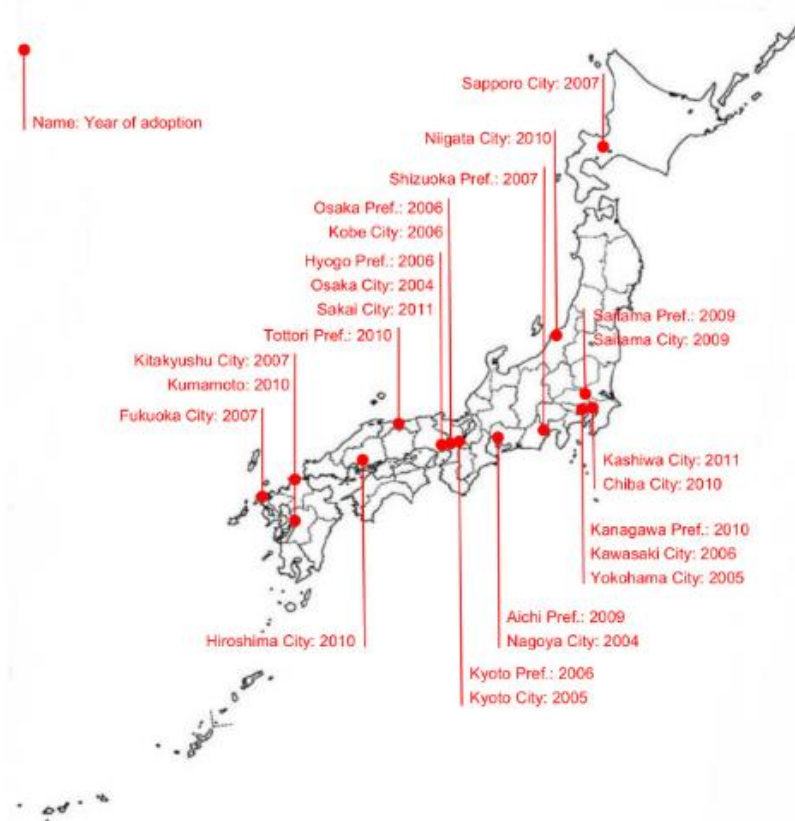 Name: Year of adoption
Sapporo City: 2007
Niigata City: 2010
Shizuoka Pref.: 2007
Osaka Pref.: 2006
Kobe City: 2006
Hyogo Pref.: 2006
Osaka City: 2004
Sakai City: 2011
Tottori Pref.: 2010
Kitakyushu City: 2007
Kumamoto: 2010
Fukuoka City: 2007
Saitama Pref.: 2009
Saitama City: 2009
Kashiwa City: 2011
Chiba City: 2010
Kanagawa Pref.: 2010
Kawasaki City: 2006
Yokohama City: 2005
Aichi Pref.: 2009
Nagoya City: 2004
Hiroshima City: 2010
Kyoto Pref.: 2006
Kyoto City: 2005